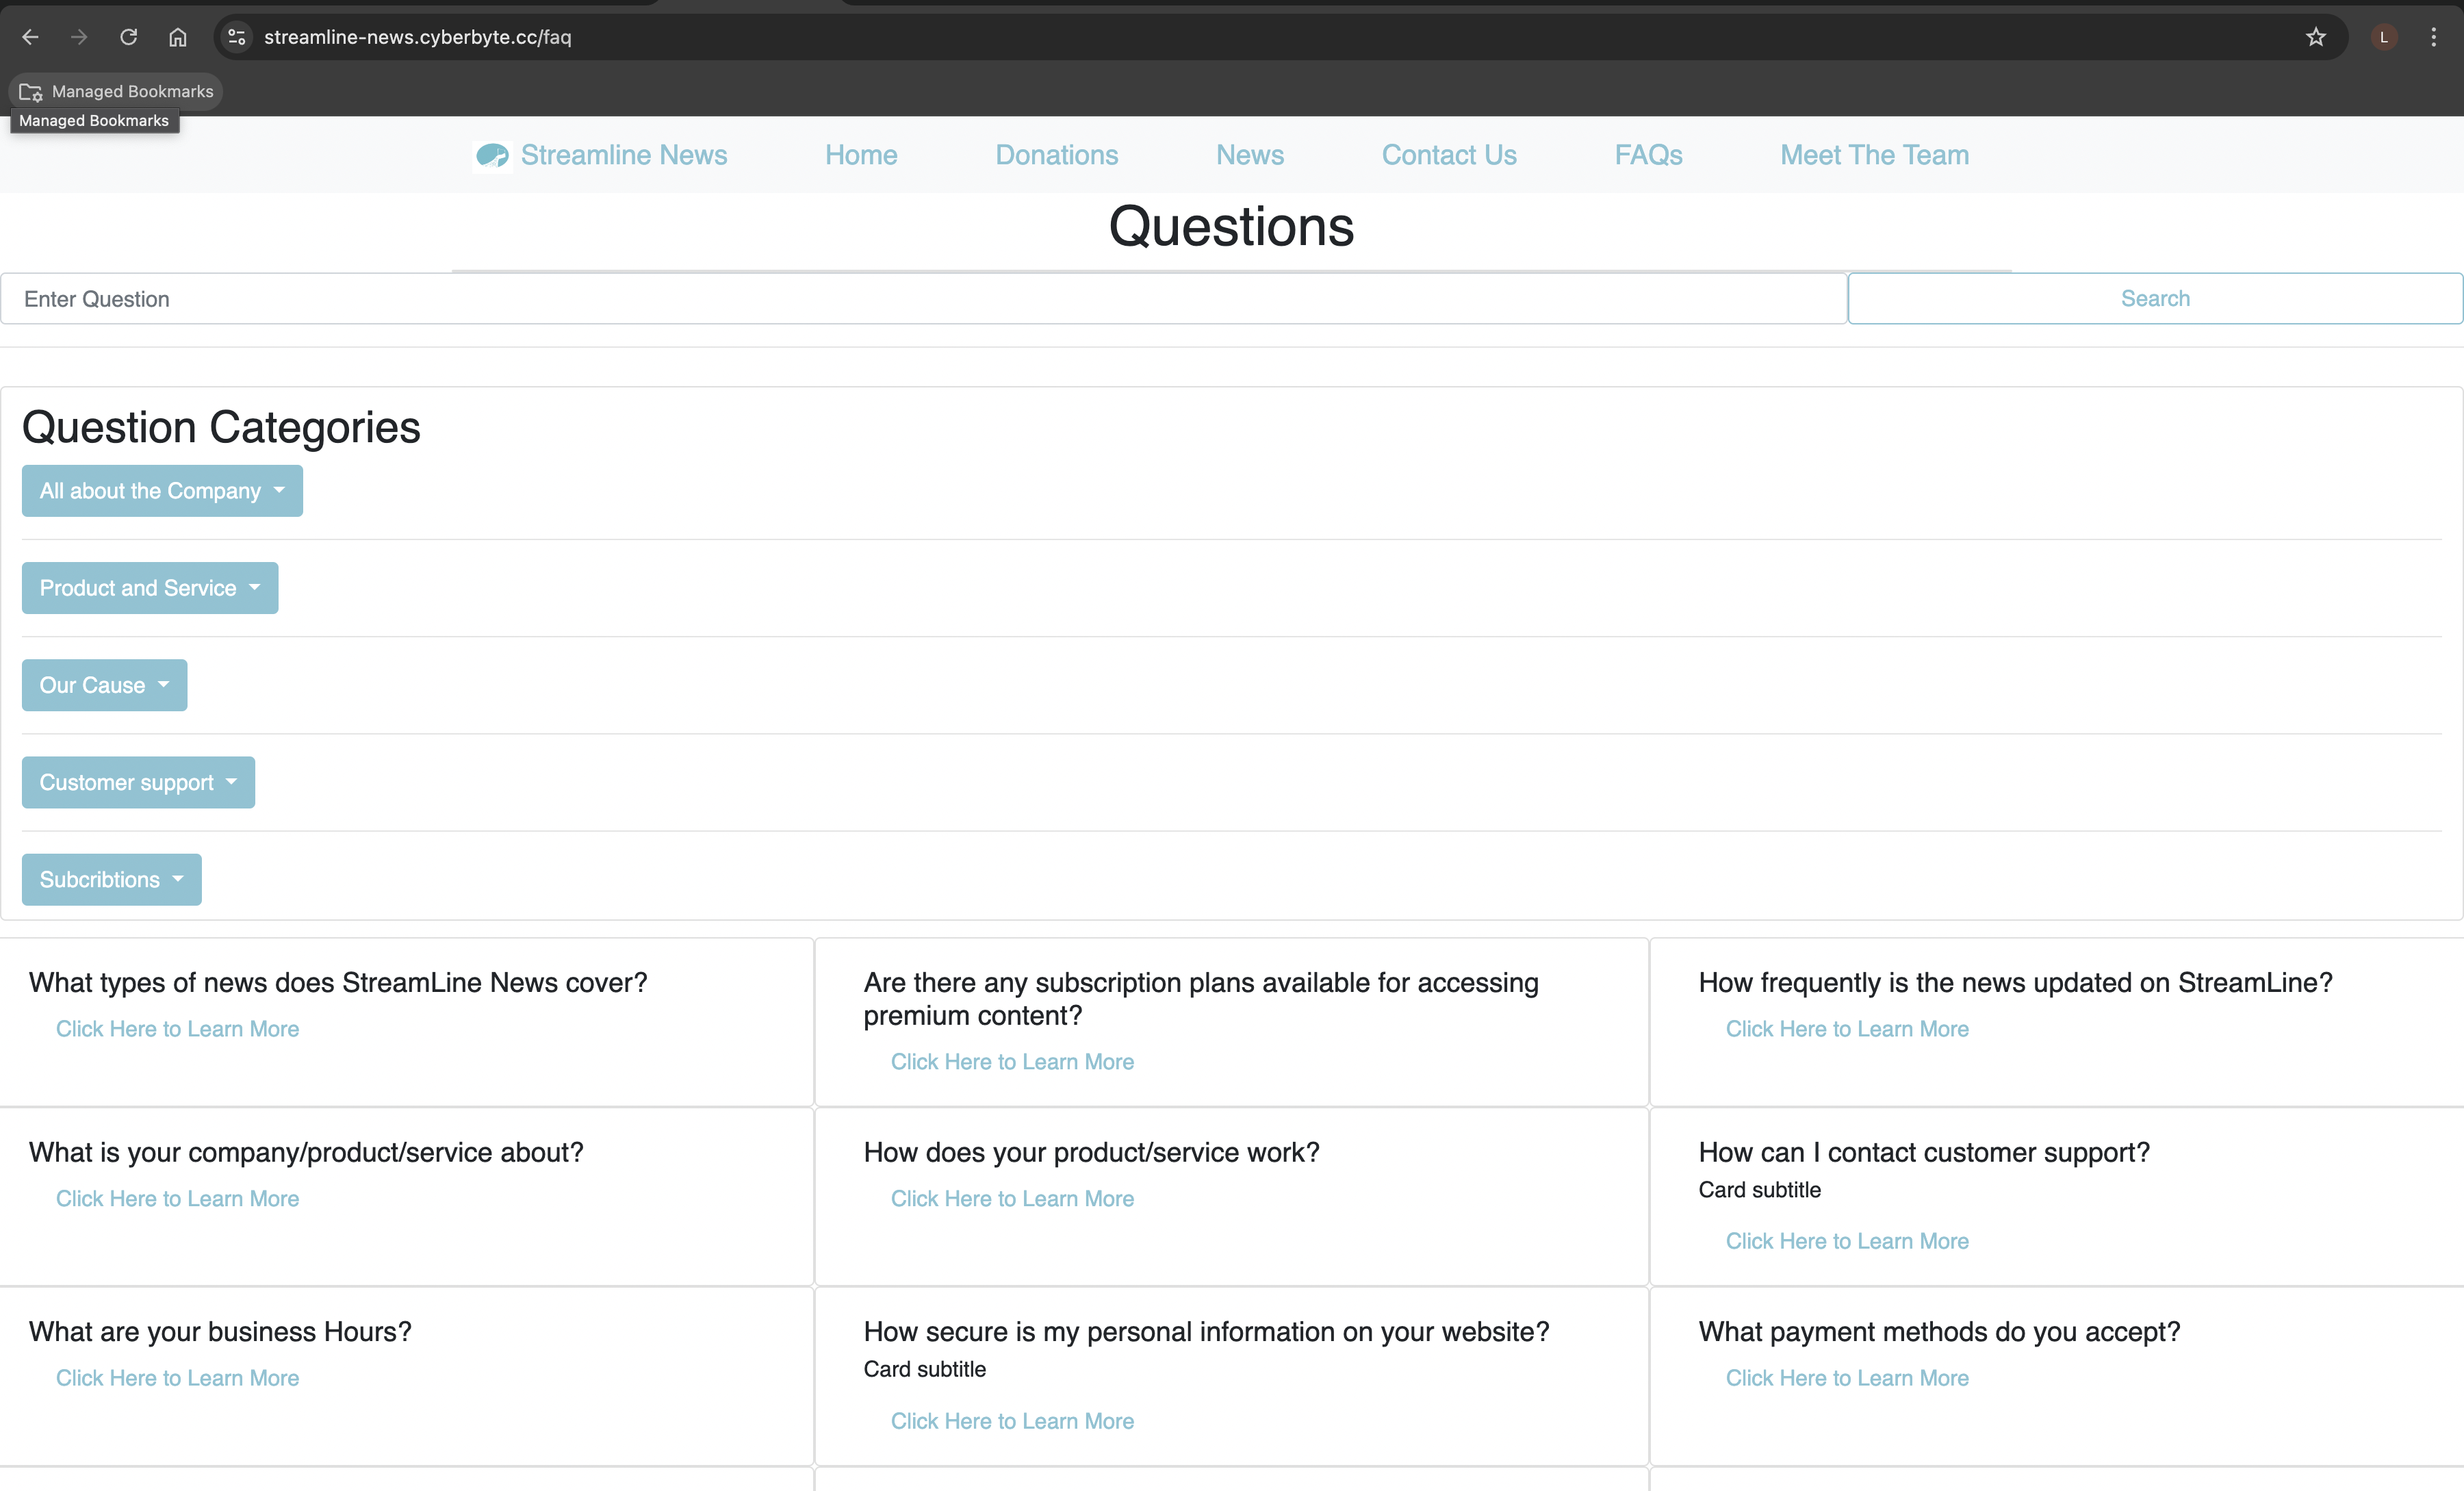 streamline-news.cyberbyte.cc/faq
L
Managed Bookmarks
Managed Bookmarks
Streamline News Home Donations News Contact Us FAQs Meet The Team
Questions
Enter Question Search
Question Categories
All about the Company
Product and Service
Our Cause
Customer support
Subcribtions
What types of news does StreamLine News cover?
Click Here to Learn More
Are there any subscription plans available for accessing
premium content?
Click Here to Learn More
How frequently is the news updated on StreamLine?
Click Here to Learn More
What is your company/product/service about?
Click Here to Learn More
How does your product/service work?
Click Here to Learn More
How can I contact customer support?
Card subtitle
Click Here to Learn More
What are your business Hours?
Click Here to Learn More
How secure is my personal information on your website?
Card subtitle
Click Here to Learn More
What payment methods do you accept?
Click Here to Learn More